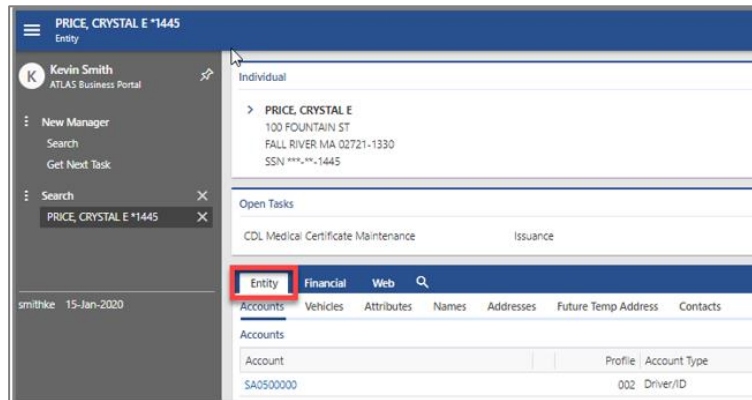 PRICE, CRYSTAL E *1445
Entity
K
Kevin Smith
ATLAS Business Portal
New Manager
Search
Get Next Task
Search
PRICE, CRYSTAL E *1445
smithke 15-Jan-2020
Individual
PRICE, CRYSTAL E
100 FOUNTAIN ST
FALL RIVER MA 02721-1330
SSN ***-**-1445
Open Tasks
CDL Medical Certificate Maintenance Issuance
Entity Financial Web
Accounts Vehicles Attributes Names Addresses Future Temp Address Contacts
Accounts
Account Profile Account Type
SA0500000 002 Driver/ID